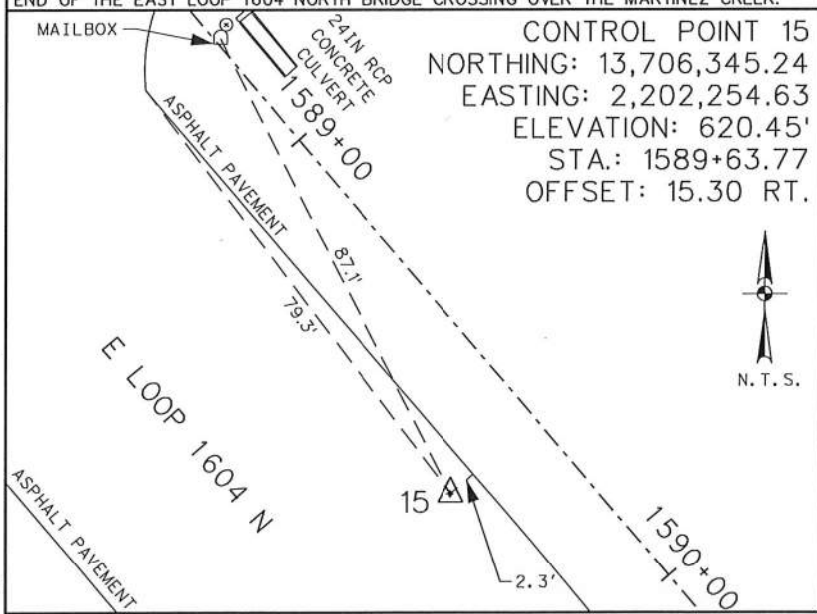 END OF THE EAST LOOP 1604 NORTH BRIDGE CROSSING OVER THE MARTINEZ CREEK.
MAILBOX
24IN RCP
CONCRETE
CULVERT
CONTROL POINT 15
NORTHING: 13,706,345.24
EASTING: 2,202,254.63
ELEVATION: 620.45'
STA.: 1589+63.77
OFFSET: 15.30 RT.
1589+00
ASPHALT PAVEMENT
87.1'
79.3'
N.T.S.
E LOOP 1604 N
15
ASPHALT PAVEMENT
2.3'
1590+00